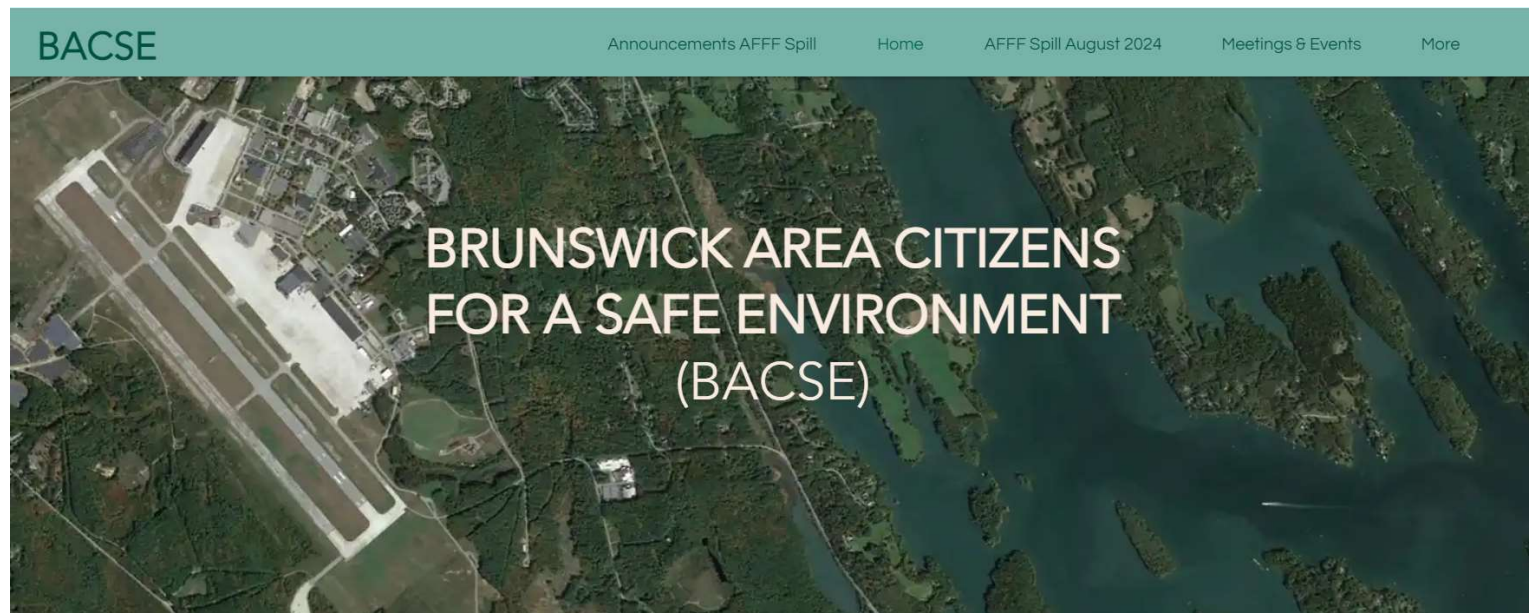 BACSE
Announcements AFFF Spill
Home
AFFF Spill August 2024
Meetings & Events
More
BRUNSWICK AREA CITIZENS
FOR A SAFE ENVIRONMENT
(BACSE)